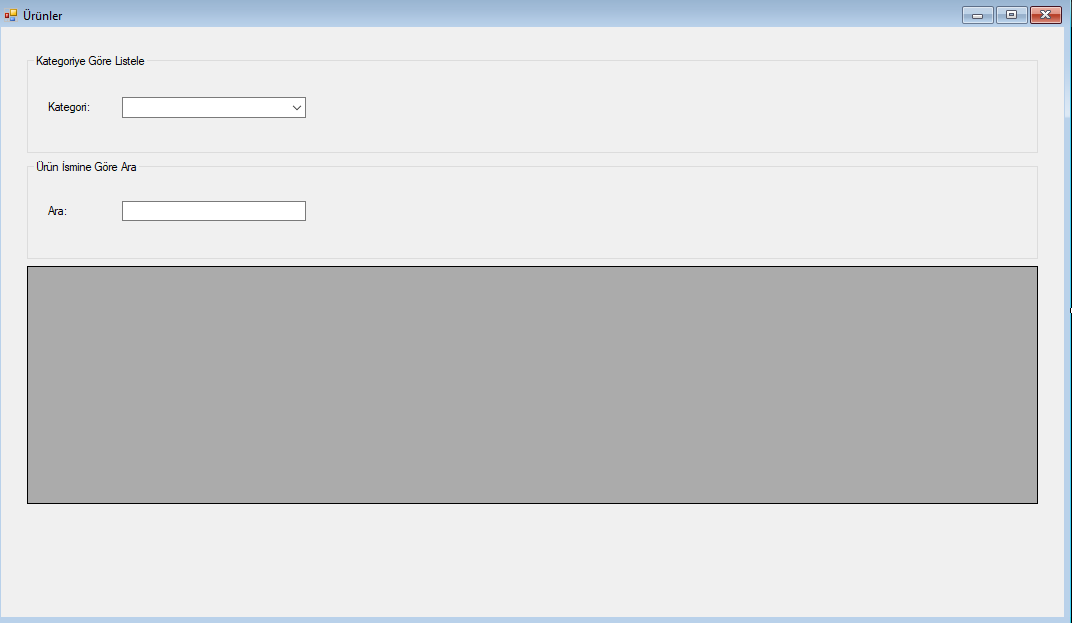 Ürünler
Kategoriye Göre Listele
Kategori:
Ürün İsmine Göre Ara
Ara: